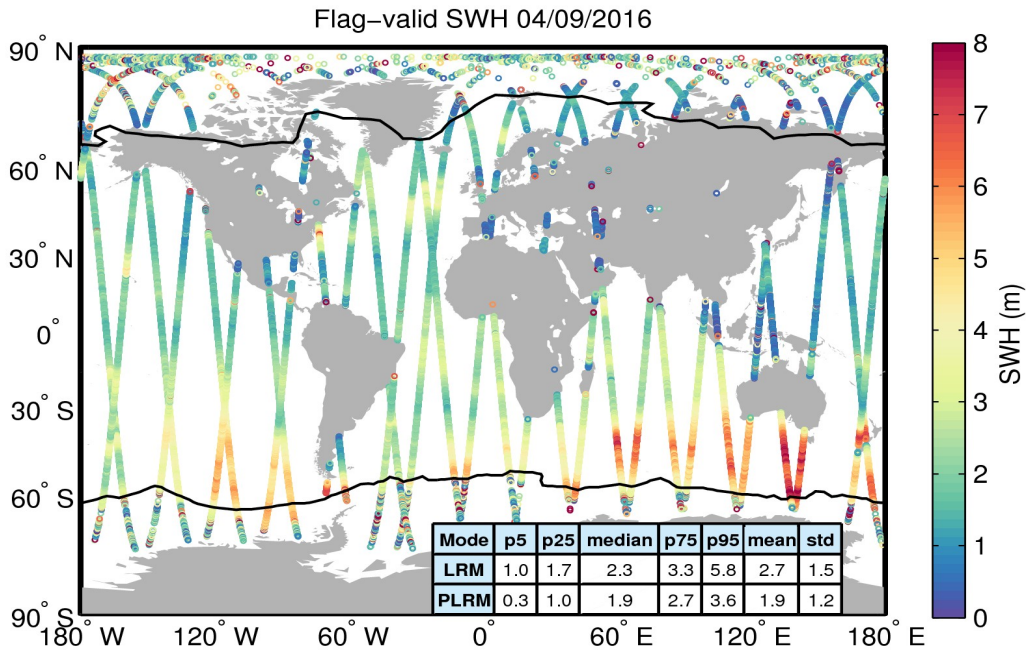 Flag−valid SWH 04/09/2016
90° N
60° N
30° N
0°
30° S
60° S
90° S
180° W 120° W 60° W 0° 60° E 120° E 180° E
Mode p5 p25 median p75 p95 mean std
LRM 1.0 1.7 2.3 3.3 5.8 2.7 1.5
PLRM 0.3 1.0 1.9 2.7 3.6 1.9 1.2
8
7
6
5
4
3
2
1
0
SWH (m)